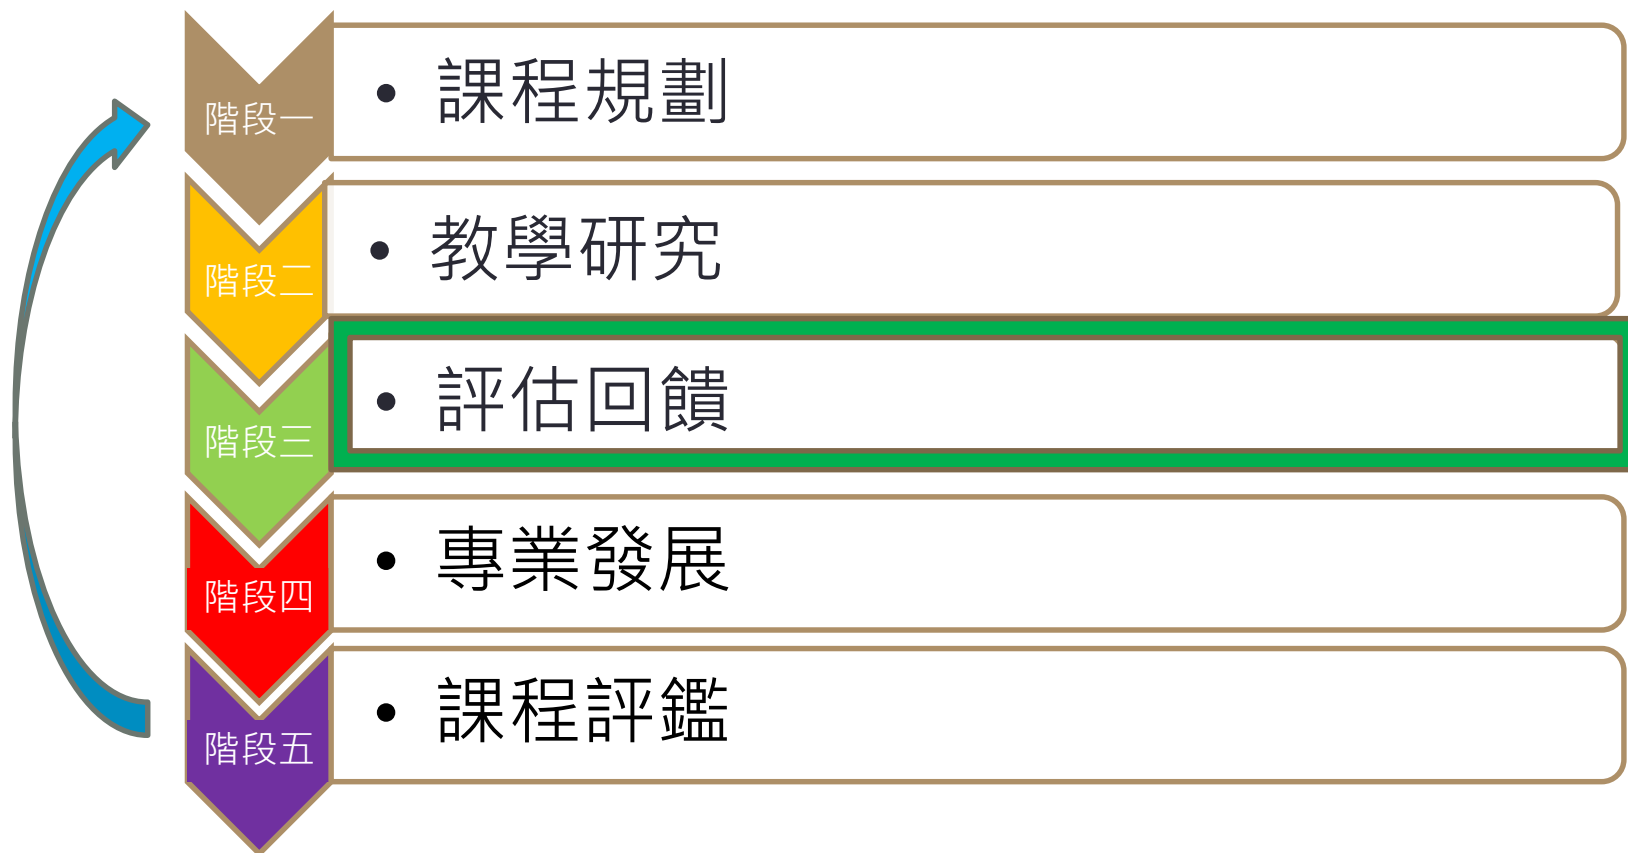 階段一
• 課程規劃
階段二
• 教學研究
階段三
• 評估回饋
階段四
• 專業發展
階段五
• 課程評鑑